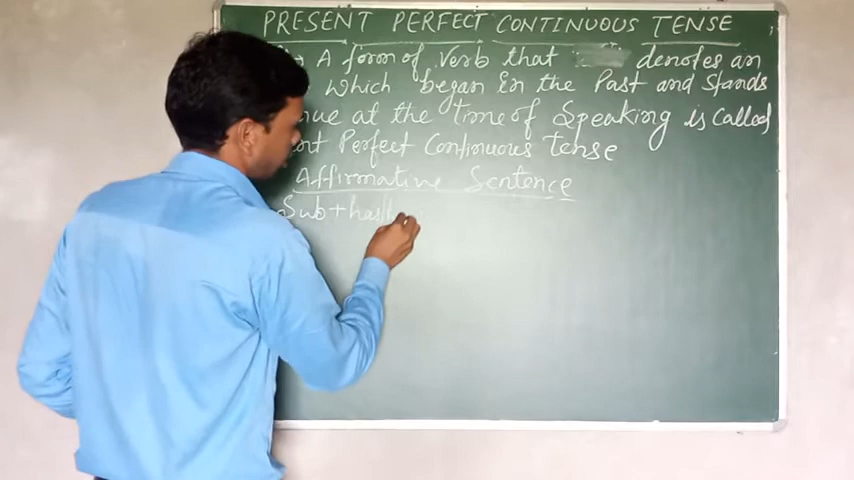 PRESENT PERFECT CONTINUOUS TENSE
A form of verb that denotes an
which began in the Past and Stands
at the time of Speaking is Called
Perfect Continuous Tense
Affirmative Sentence
Sub+has/